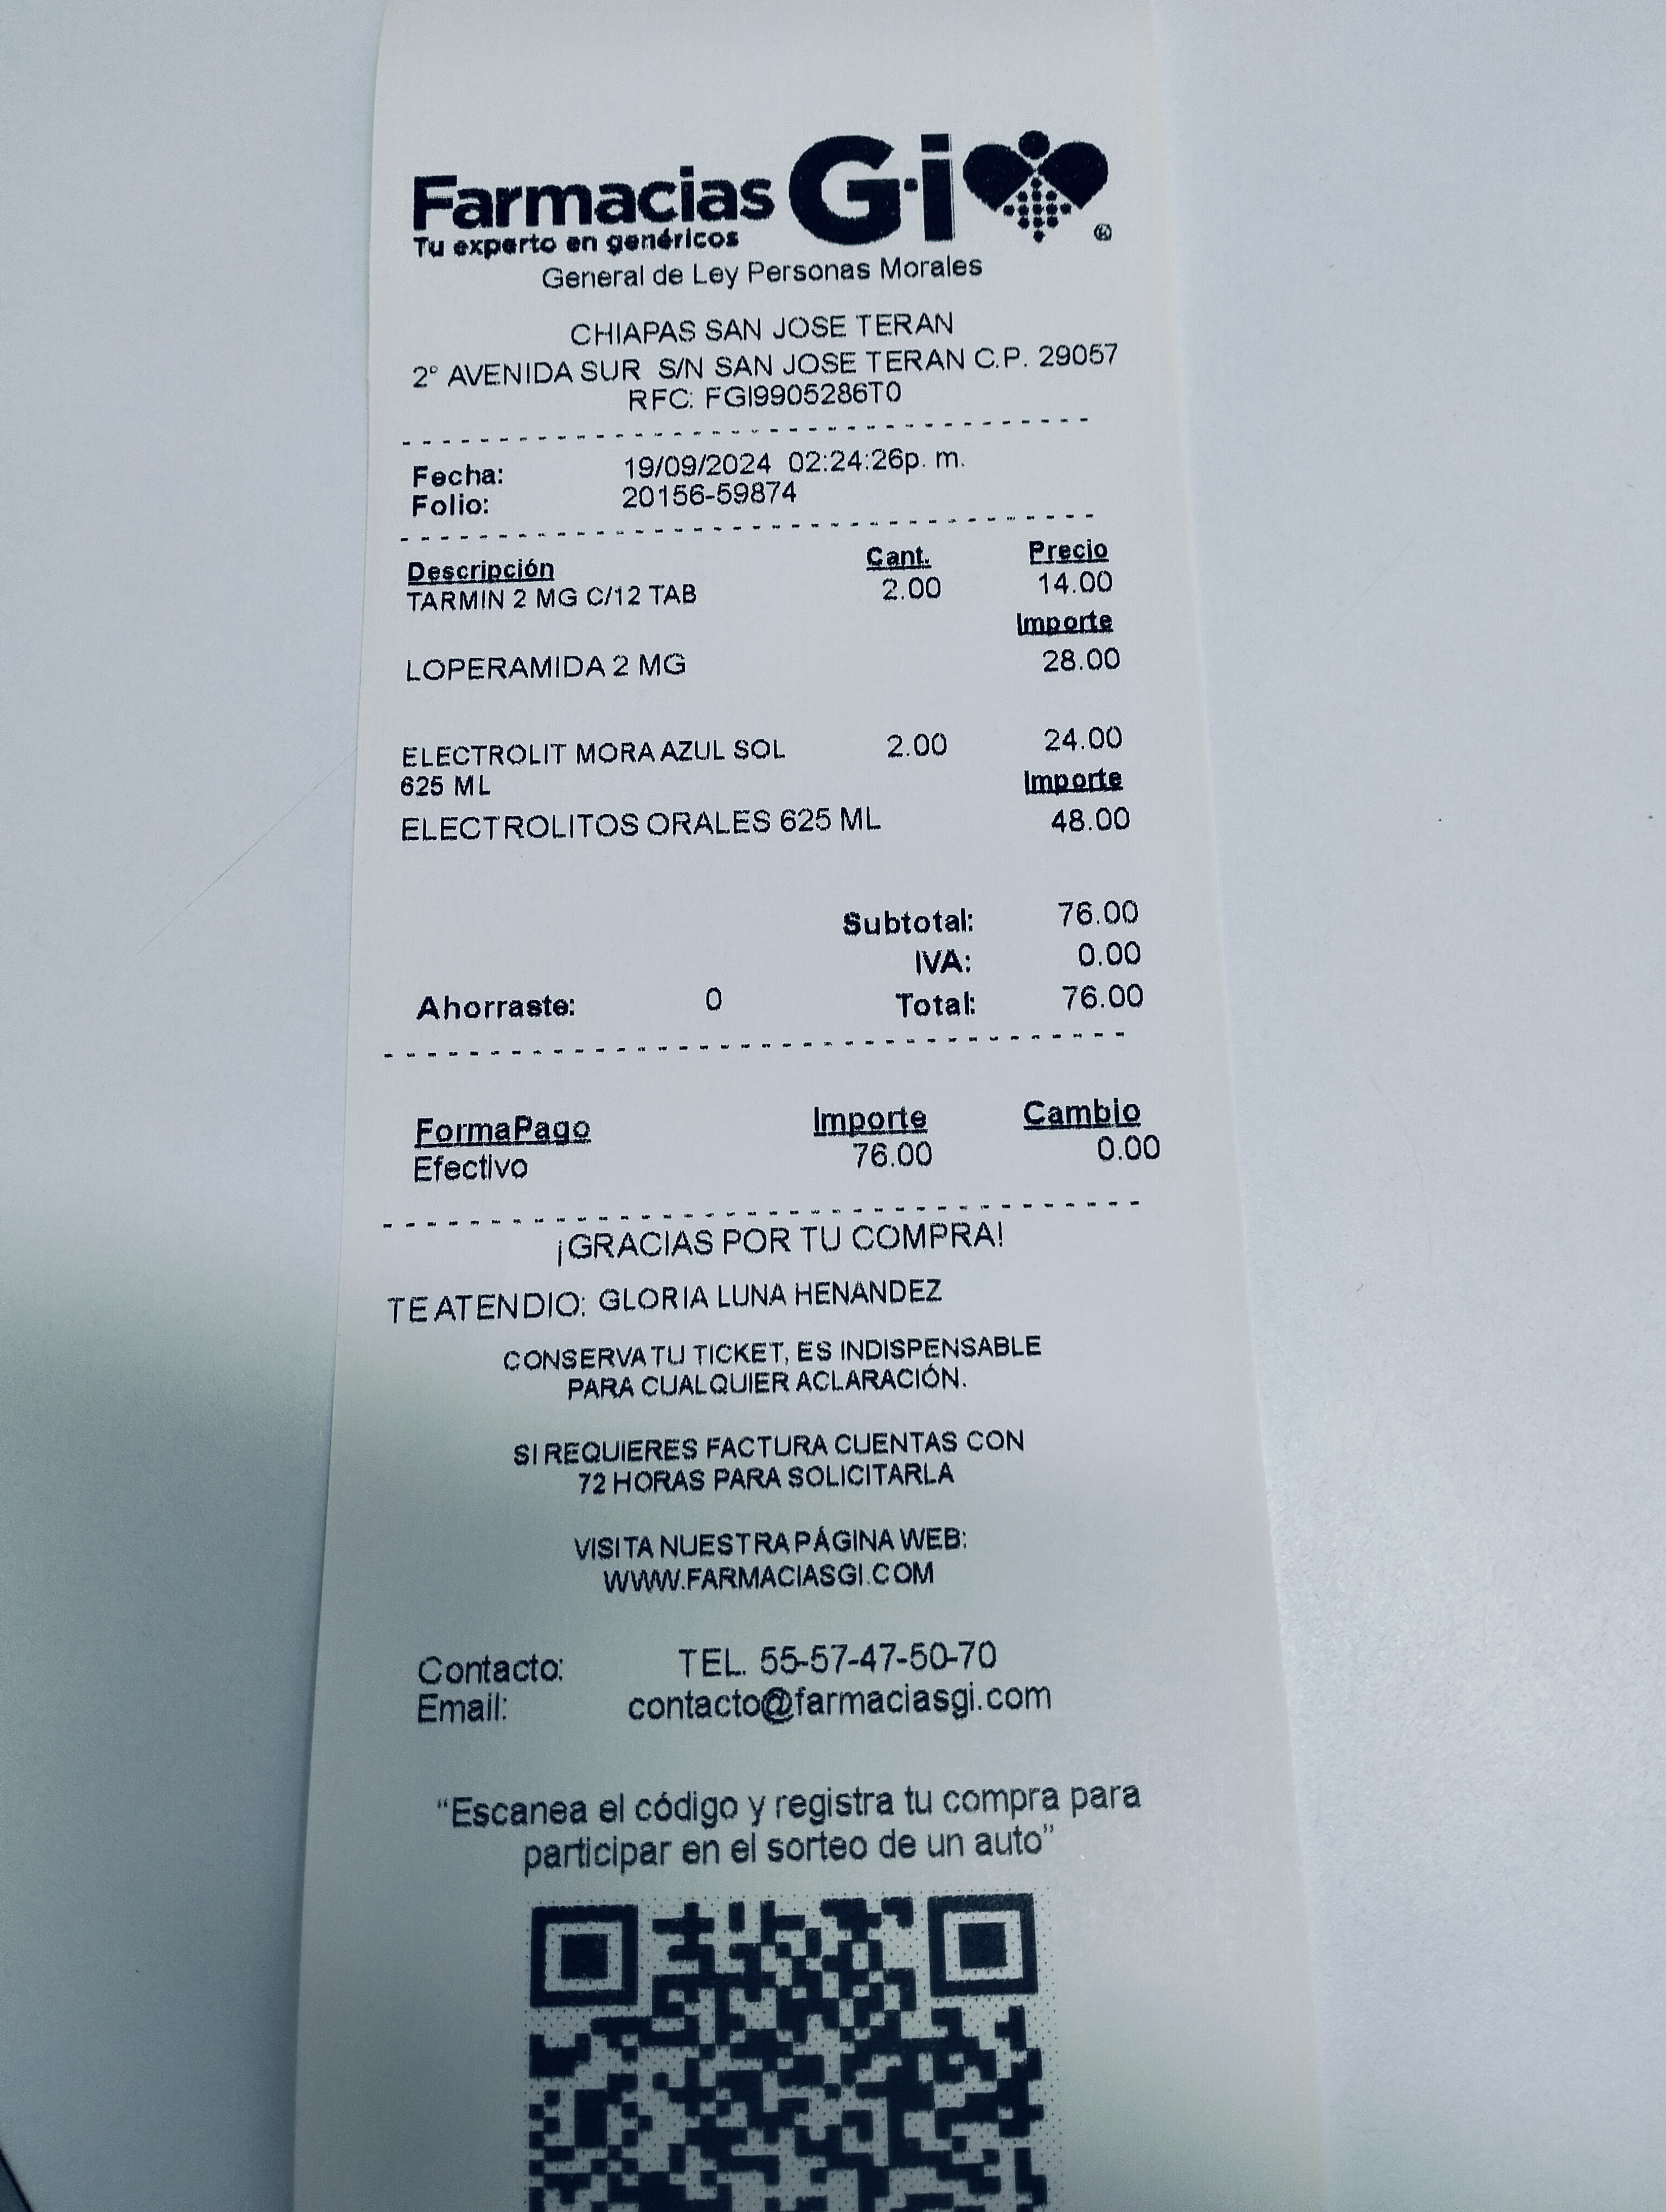 Farmacias G·i
Tu experto en genéricos
®
General de Ley Personas Morales
CHIAPAS SAN JOSE TERAN
2° AVENIDA SUR S/N SAN JOSE TERAN C.P. 29057
RFC: FGI9905286T0
Fecha: 19/09/2024 02:24:26p. m.
Folio: 20156-59874
Descripción Cant. Precio
TARMIN 2 MG C/12 TAB 2.00 14.00
Importe
LOPERAMIDA 2 MG 28.00
ELECTROLIT MORA AZUL SOL 2.00 24.00
625 ML Importe
ELECTROLITOS ORALES 625 ML 48.00
Subtotal: 76.00
IVA: 0.00
Ahorraste: 0 Total: 76.00
FormaPago Importe Cambio
Efectivo 76.00 0.00
¡GRACIAS POR TU COMPRA!
TE ATENDIO: GLORIA LUNA HENANDEZ
CONSERVA TU TICKET, ES INDISPENSABLE
PARA CUALQUIER ACLARACIÓN.
SI REQUIERES FACTURA CUENTAS CON
72 HORAS PARA SOLICITARLA
VISITA NUESTRA PÁGINA WEB:
WWW.FARMACIASGI.COM
Contacto: TEL. 55-57-47-50-70
Email: contacto@farmaciasgi.com
“Escanea el código y registra tu compra para
participar en el sorteo de un auto”